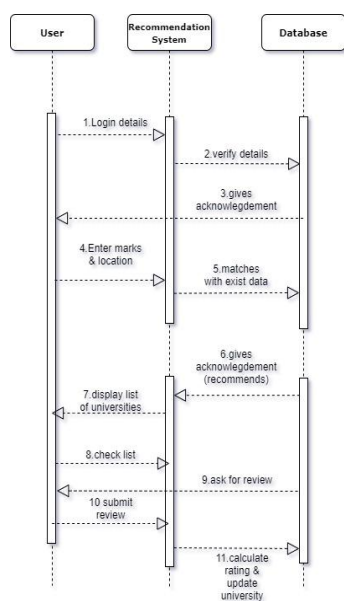 User
Recommendation
System
Database
1.Login details
2.verify details
3.gives
acknowlegdement
4.Enter marks
& location
5.matches
with exist data
6.gives
acknowlegdement
(recommends)
7.display list
of universities
8.check list
9.ask for review
10 submit
review
11.calculate
rating &
update
university